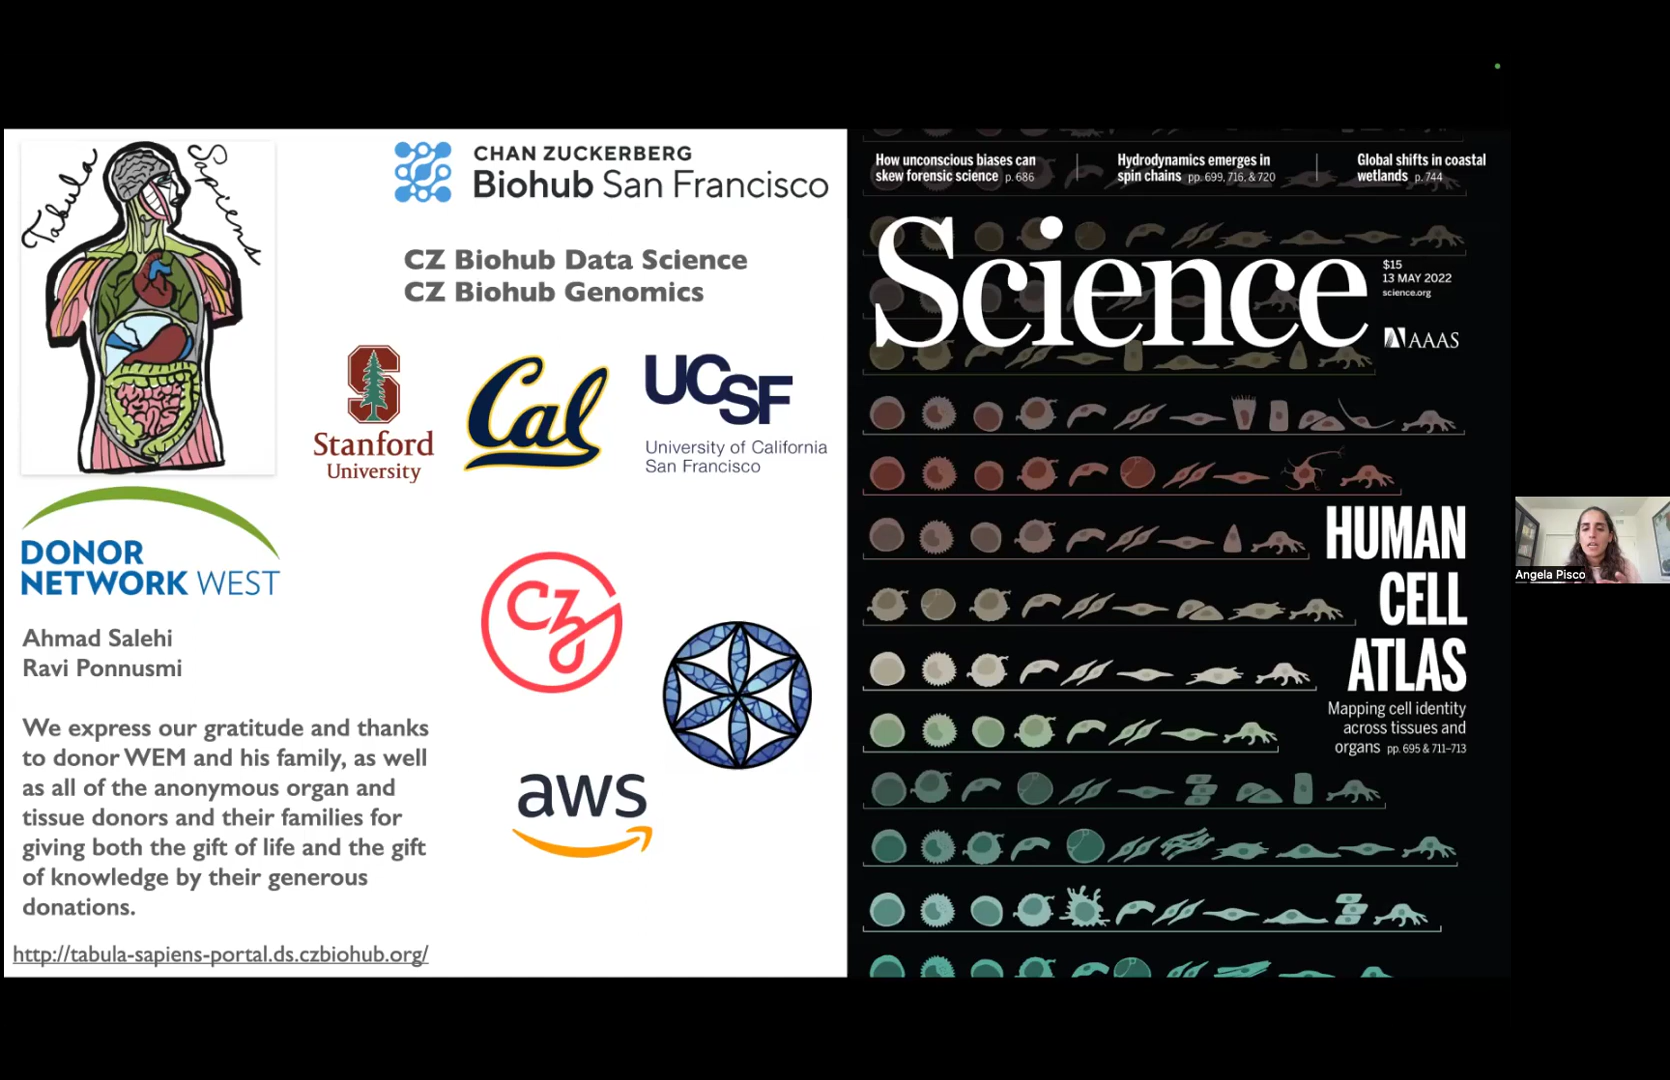 Tabula Sapiens
CHAN ZUCKERBERG
Biohub San Francisco
CZ Biohub Data Science
CZ Biohub Genomics
S
Stanford
University
Cal
UCSF
University of California
San Francisco
DONOR
NETWORK WEST
Ahmad Salehi
Ravi Ponnusmi
CZ
We express our gratitude and thanks
to donor WEM and his family, as well
as all of the anonymous organ and
tissue donors and their families for
giving both the gift of life and the gift
of knowledge by their generous
donations.
aws
http://tabula-sapiens-portal.ds.czbiohub.org/
How unconscious biases can
skew forensic science p. 686
Hydrodynamics emerges in
spin chains pp. 699, 716, & 720
Global shifts in coastal
wetlands p. 744
Science
$15
13 MAY 2022
science.org
AAAS
HUMAN
CELL
ATLAS
Mapping cell identity
across tissues and
organs pp. 695 & 711–713
Angela Pisco